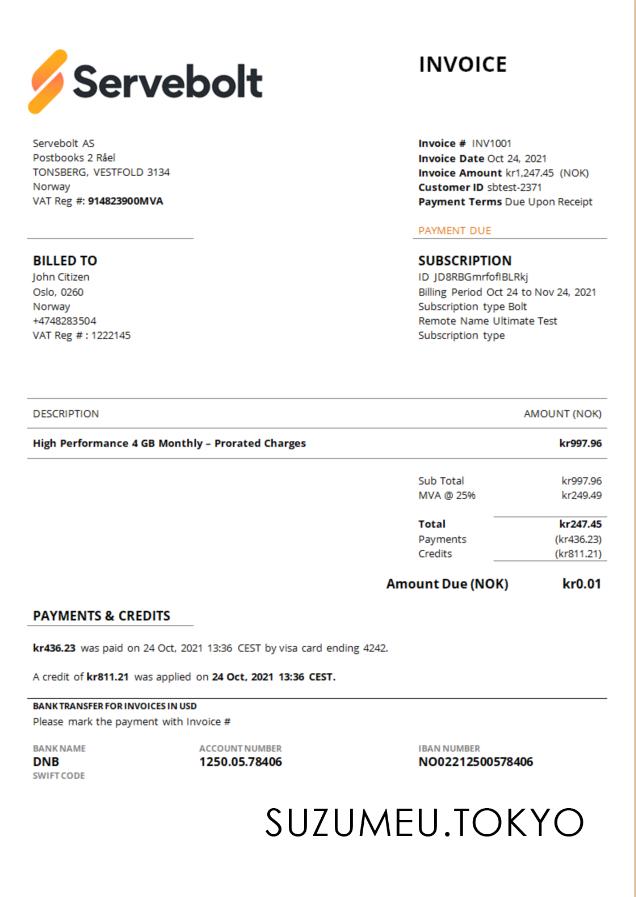 Servebolt
INVOICE
Servebolt AS
Postbooks 2 Råel
TONSBERG, VESTFOLD 3134
Norway
VAT Reg #: 914823900MVA
Invoice # INV1001
Invoice Date Oct 24, 2021
Invoice Amount kr1,247.45 (NOK)
Customer ID sbtest-2371
Payment Terms Due Upon Receipt
PAYMENT DUE
BILLED TO
John Citizen
Oslo, 0260
Norway
+4748283504
VAT Reg # : 1222145
SUBSCRIPTION
ID JD8RBGmrfofIBLRkj
Billing Period Oct 24 to Nov 24, 2021
Subscription type Bolt
Remote Name Ultimate Test
Subscription type
DESCRIPTION AMOUNT (NOK)
High Performance 4 GB Monthly – Prorated Charges kr997.96
Sub Total kr997.96
MVA @ 25% kr249.49
Total kr247.45
Payments (kr436.23)
Credits (kr811.21)
Amount Due (NOK) kr0.01
PAYMENTS & CREDITS
kr436.23 was paid on 24 Oct, 2021 13:36 CEST by visa card ending 4242.
A credit of kr811.21 was applied on 24 Oct, 2021 13:36 CEST.
BANK TRANSFER FOR INVOICES IN USD
Please mark the payment with Invoice #
BANK NAME ACCOUNT NUMBER IBAN NUMBER
DNB 1250.05.78406 NO02212500578406
SWIFT CODE
SUZUMEU.TOKYO